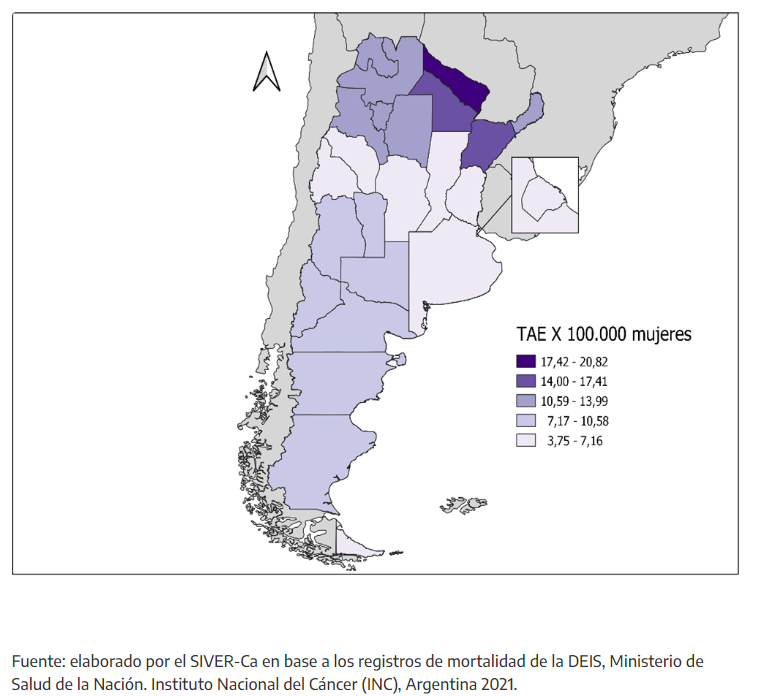 TAE X 100.000 mujeres
17,42 - 20,82
14,00 - 17,41
10,59 - 13,99
7,17 - 10,58
3,75 - 7,16
Fuente: elaborado por el SIVER-Ca en base a los registros de mortalidad de la DEIS, Ministerio de
Salud de la Nación. Instituto Nacional del Cáncer (INC), Argentina 2021.